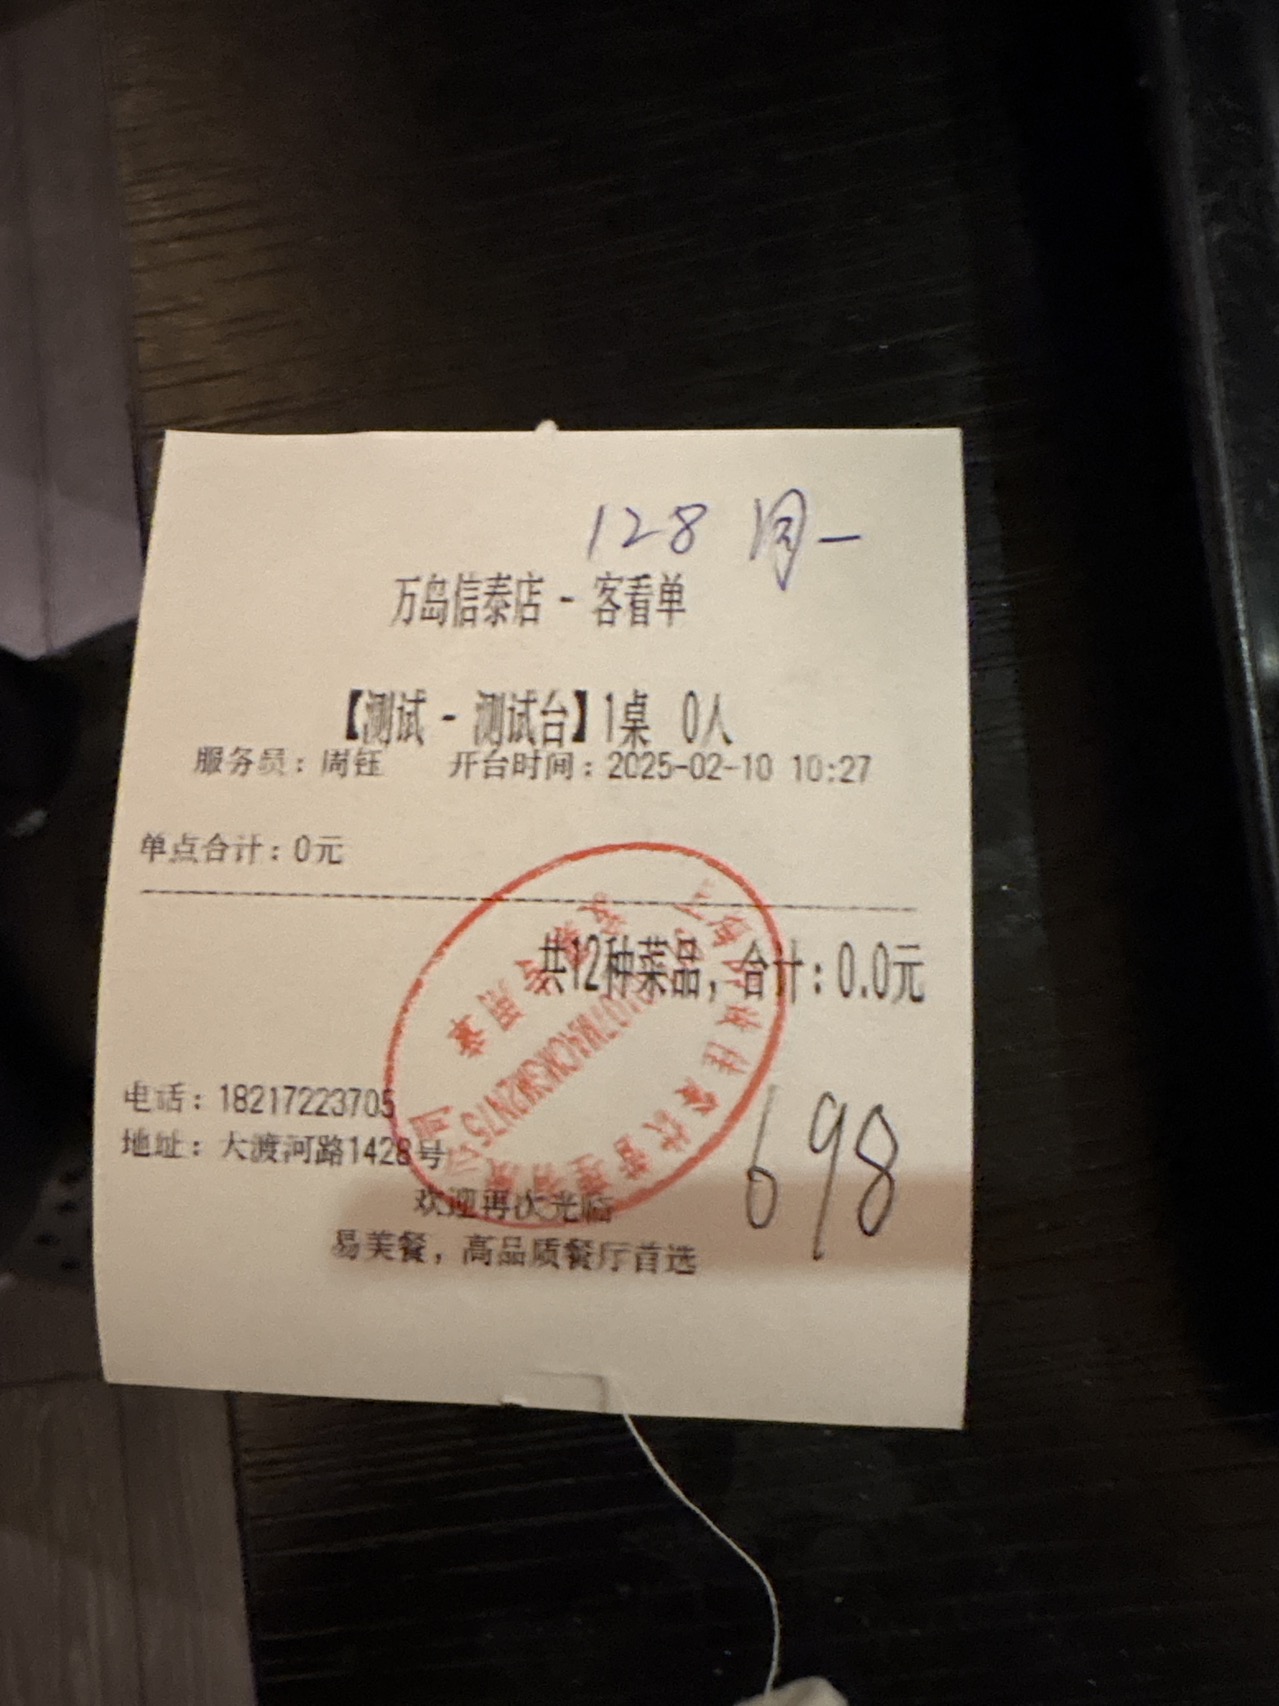 128 周一
万岛信泰店 - 客看单
【测试 - 测试台】1桌 0人
服务员：周钰 开台时间：2025-02-10 10:27
单点合计：0元
共12种菜品，合计：0.0元
电话：18217223705
地址：大渡河路1428号
698
欢迎再次光临
易美餐，高品质餐厅首选